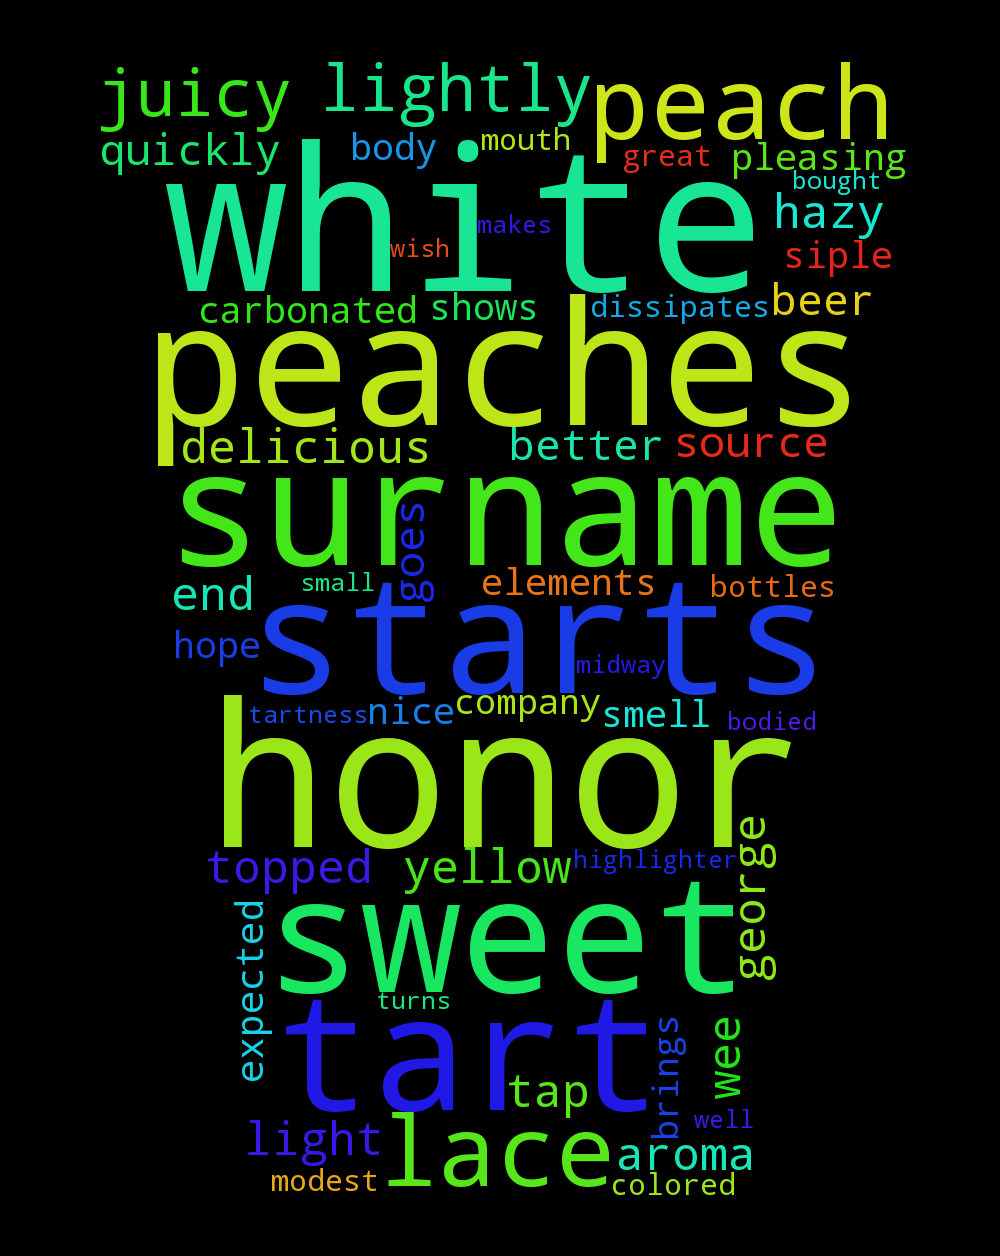 juicy lightly peach
quickly body mouth great pleasing
white bought
hazy
makes
wish siple
carbonated shows dissipates beer
peaches
delicious better source
surname
goes
end small elements bottles
starts
hope midway
tartness nice company smell bodied
honor
george
topped yellow highlighter
sweet
expected
turns
tart
brings wee
tap
light lace well
aroma
modest colored